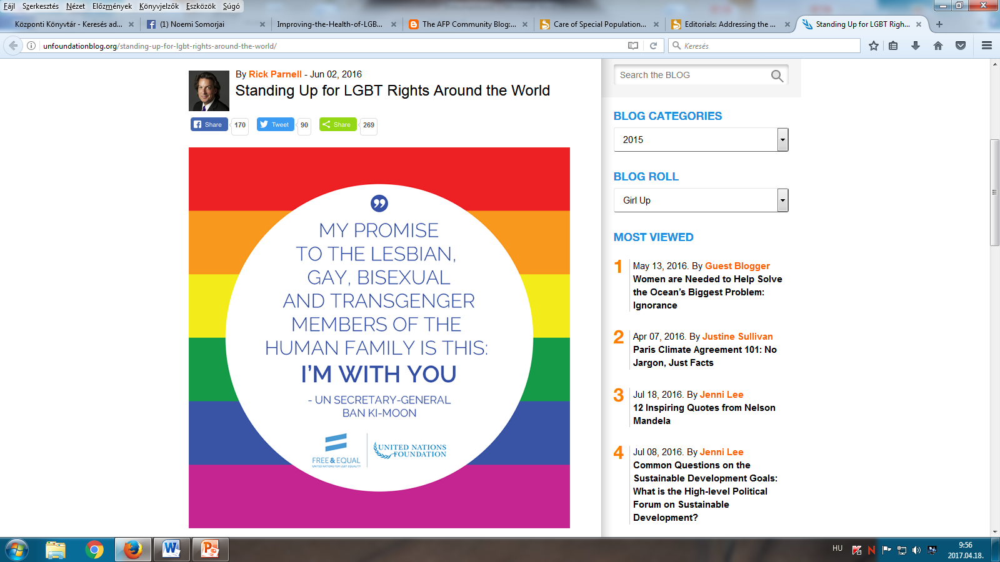 Fájl Szerkesztés Nézet Előzmények Könyvjelzők Eszközök Súgó
Központi Könyvtár - Keresés ad...
(1) Noemi Somorjai
Improving-the-Health-of-LGB...
The AFP Community Blog:...
Care of Special Population...
Editorials: Addressing the ...
Standing Up for LGBT Righ...
unfoundationblog.org/standing-up-for-lgbt-rights-around-the-world/
Keresés
By Rick Parnell - Jun 02, 2016
Standing Up for LGBT Rights Around the World
Share 170 Tweet 90 Share 269
MY PROMISE
TO THE LESBIAN,
GAY, BISEXUAL
AND TRANSGENGER
MEMBERS OF THE
HUMAN FAMILY IS THIS:
I'M WITH YOU
- UN SECRETARY-GENERAL
BAN KI-MOON
FREE & EQUAL
UNITED NATIONS FOR LGBT EQUALITY
UNITED NATIONS
FOUNDATION
Search the BLOG
BLOG CATEGORIES
2015
BLOG ROLL
Girl Up
MOST VIEWED
1 May 13, 2016. By Guest Blogger
Women are Needed to Help Solve
the Ocean's Biggest Problem:
Ignorance
2 Apr 07, 2016. By Justine Sullivan
Paris Climate Agreement 101: No
Jargon, Just Facts
3 Jul 18, 2016. By Jenni Lee
12 Inspiring Quotes from Nelson
Mandela
4 Jul 08, 2016. By Jenni Lee
Common Questions on the
Sustainable Development Goals:
What is the High-level Political
Forum on Sustainable
Development?
HU
9:56
2017.04.18.